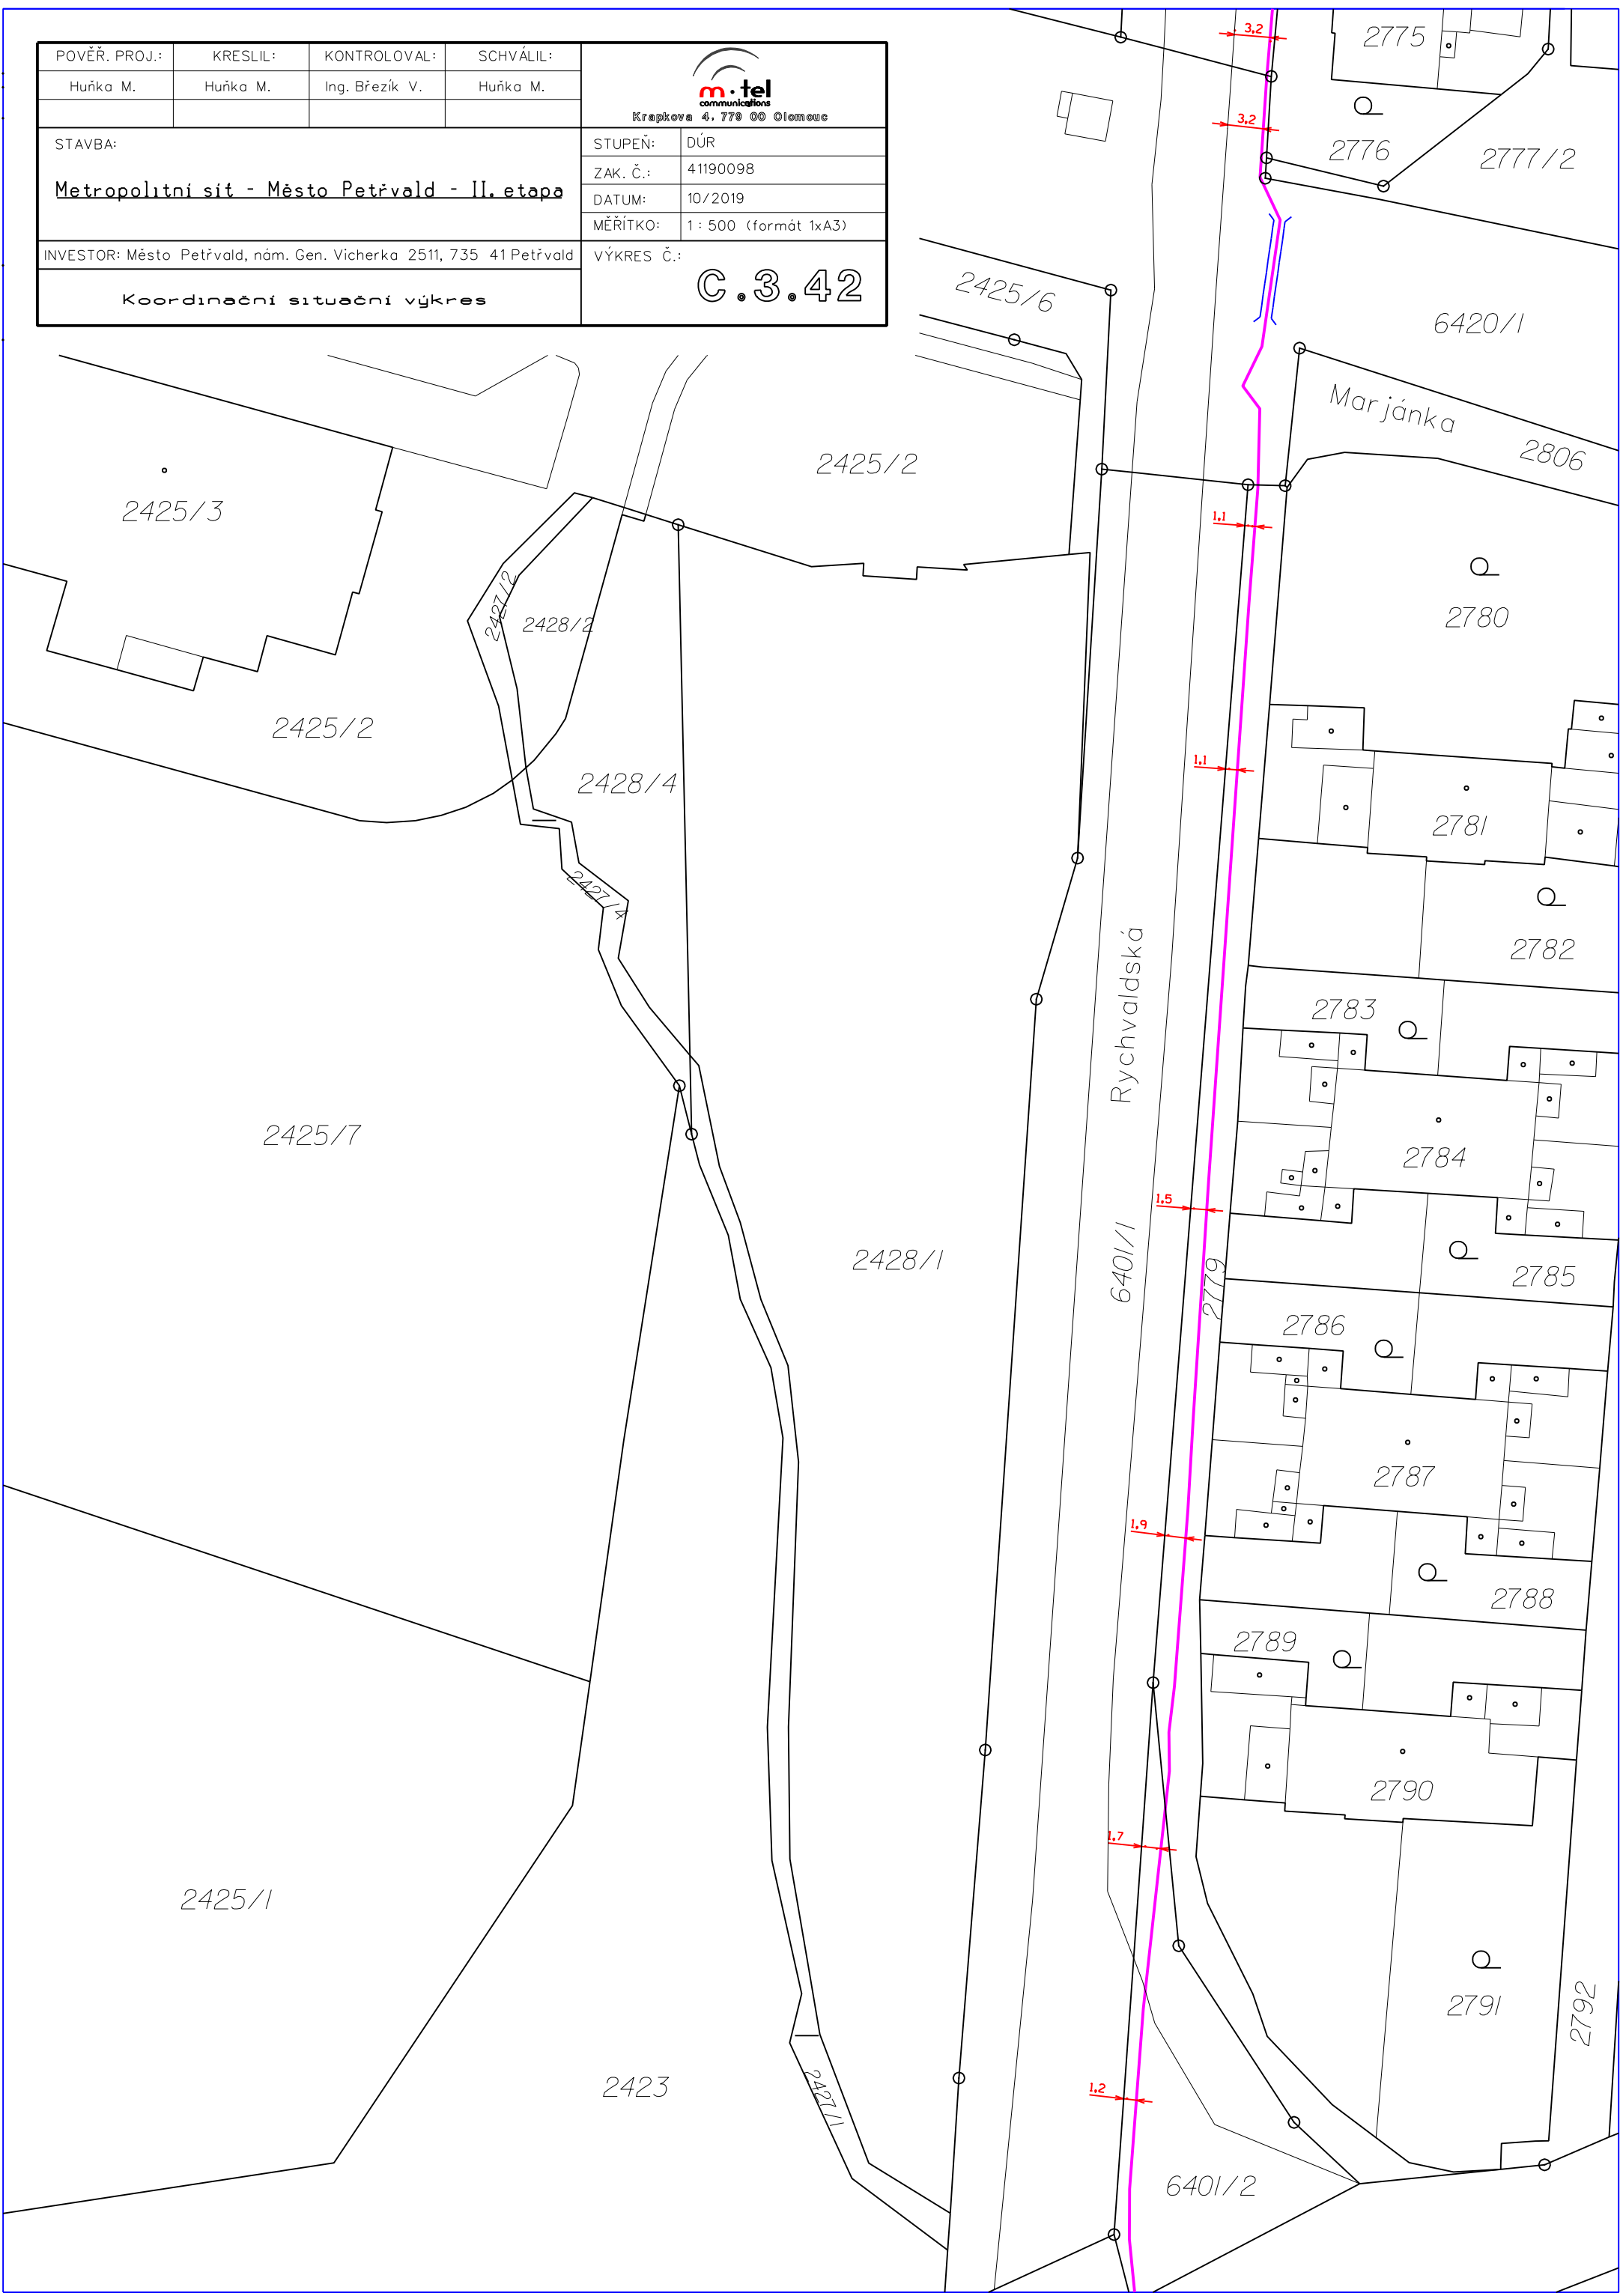 POVĚŘ. PROJ.: KRESLIL: KONTROLOVAL: SCHVÁLIL:
Huňka M. Huňka M. Ing. Březík V. Huňka M.
m·tel
communications
Krapkova 4, 779 00 Olomouc
STAVBA:
Metropolitní síť - Město Petřvald - II. etapa
STUPEŇ: DÚR
ZAK. Č.: 41190098
DATUM: 10/2019
MĚŘÍTKO: 1 : 500 (formát 1xA3)
INVESTOR: Město Petřvald, nám. Gen. Vicherka 2511, 735 41 Petřvald
VÝKRES Č.:
C.3.42
Koordinační situační výkres
3.2
2775
3.2
2776
2777/2
2425/6
6420/1
Marjánka
2806
2425/2
2425/3
1.1
2780
2427/2
2428/2
2425/2
1.1
2428/4
2781
2427/4
2782
Rychvaldská
2783
2425/7
2784
1.5
2428/1
6401/1
2779
2785
2786
2787
1.9
2788
2789
2790
1.7
2425/1
2791
2792
2423
2427/1
1.2
6401/2